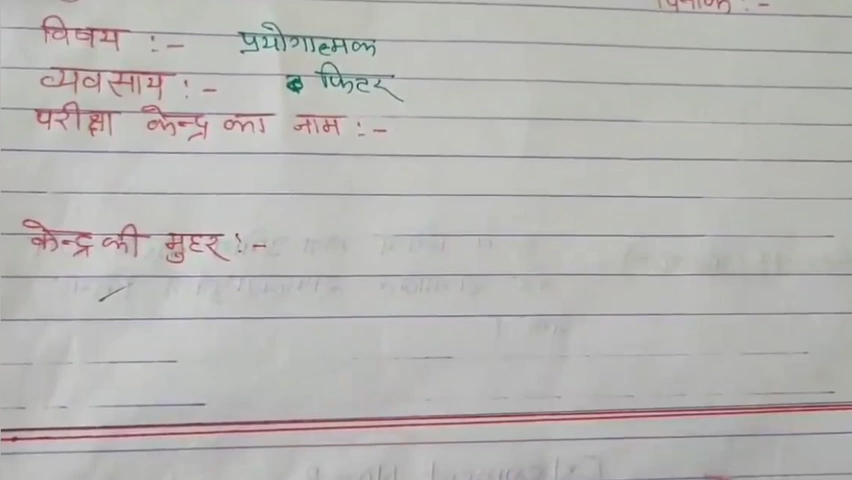 दिनांक :-
विषय :- प्रयोगात्मक
व्यवसाय :- फिटर
परीक्षा केन्द्र का नाम :-
केन्द्र की मुहर :-